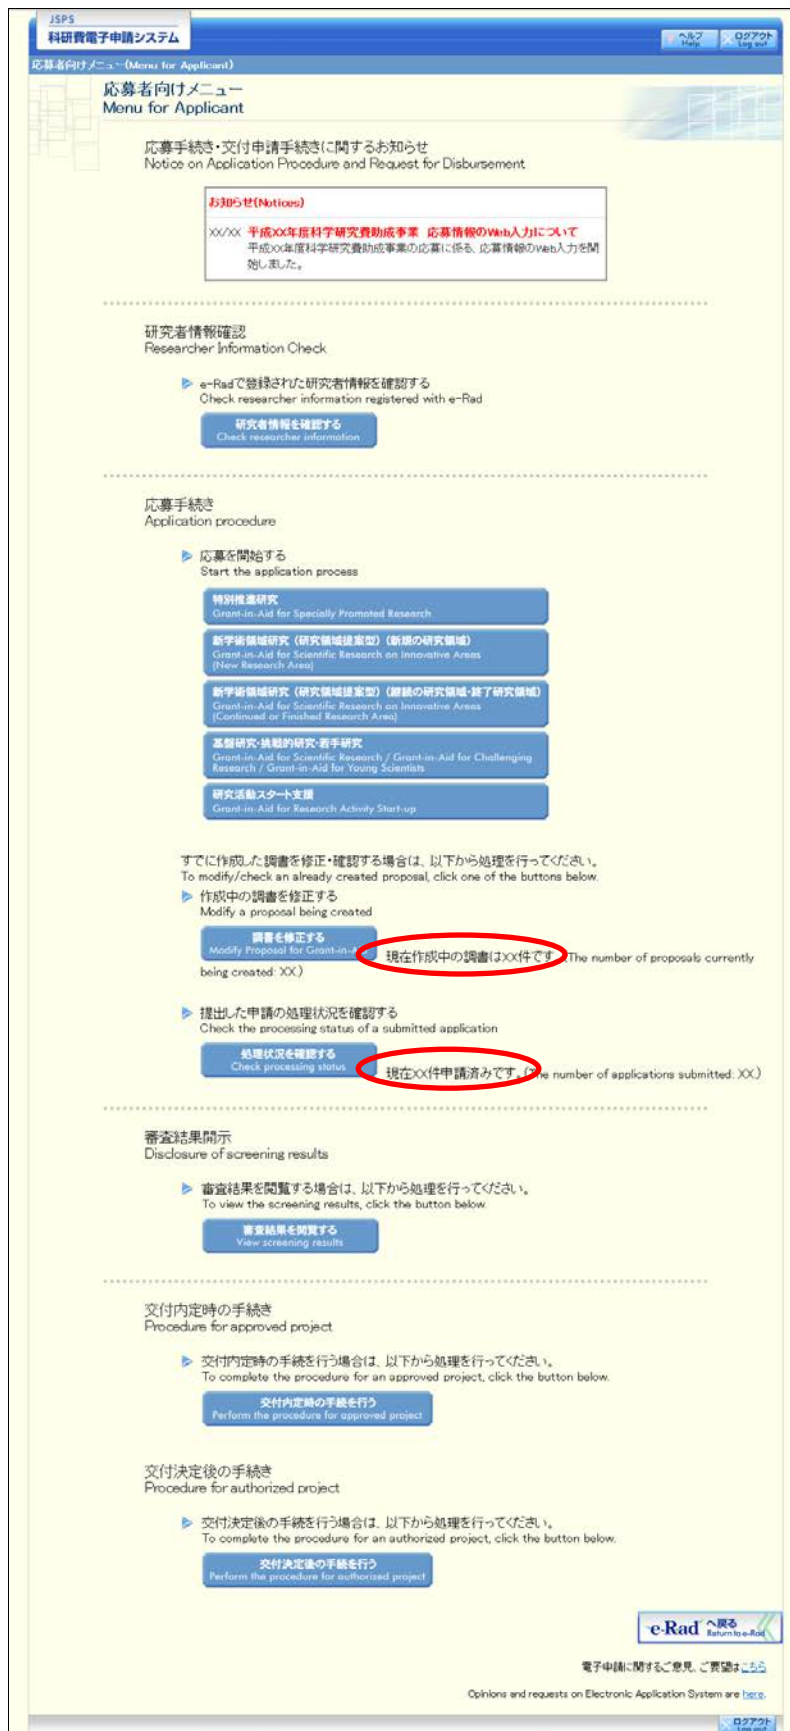 JSPS
科研費電子申請システム
ヘルプ
Help
ログアウト
Log out
応募者向けメニュー(Menu for Applicant)
応募者向けメニュー
Menu for Applicant
応募手続き・交付申請手続きに関するお知らせ
Notice on Application Procedure and Request for Disbursement
お知らせ(Notices)
XX/XX 平成XX年度科学研究費助成事業 応募情報のWeb入力について
平成XX年度科学研究費助成事業の応募に係る、応募情報のWeb入力を開
始しました。
研究者情報確認
Researcher Information Check
e-Radで登録された研究者情報を確認する
Check researcher information registered with e-Rad
研究者情報を確認する
Check researcher information
応募手続き
Application procedure
応募を開始する
Start the application process
特別推進研究
Grant-in-Aid for Specially Promoted Research
新学術領域研究（研究領域提案型）（新規の研究領域）
Grant-in-Aid for Scientific Research on Innovative Areas
(New Research Area)
新学術領域研究（研究領域提案型）（継続の研究領域・終了研究領域）
Grant-in-Aid for Scientific Research on Innovative Areas
(Continued or Finished Research Area)
基盤研究・挑戦的研究・若手研究
Grant-in-Aid for Scientific Research / Grant-in-Aid for Challenging
Research / Grant-in-Aid for Young Scientists
研究活動スタート支援
Grant-in-Aid for Research Activity Start-up
すでに作成した調書を修正・確認する場合は、以下から処理を行ってください。
To modify/check an already created proposal, click one of the buttons below.
作成中の調書を修正する
Modify a proposal being created
調書を修正する
Modify Proposal for Grant-in-Aid
現在作成中の調書はXX件です (The number of proposals currently
being created: XX.)
提出した申請の処理状況を確認する
Check the processing status of a submitted application
処理状況を確認する
Check processing status
現在XX件申請済みです。(The number of applications submitted: XX.)
審査結果開示
Disclosure of screening results
審査結果を閲覧する場合は、以下から処理を行ってください。
To view the screening results, click the button below.
審査結果を閲覧する
View screening results
交付内定時の手続き
Procedure for approved project
交付内定時の手続を行う場合は、以下から処理を行ってください。
To complete the procedure for an approved project, click the button below.
交付内定時の手続を行う
Perform the procedure for approved project
交付決定後の手続き
Procedure for authorized project
交付決定後の手続を行う場合は、以下から処理を行ってください。
To complete the procedure for an authorized project, click the button below.
交付決定後の手続を行う
Perform the procedure for authorized project
e-Rad へ戻る
Return to e-Rad
電子申請に関するご意見、ご要望はこちら
Opinions and requests on Electronic Application System are here.
ログアウト
Log out